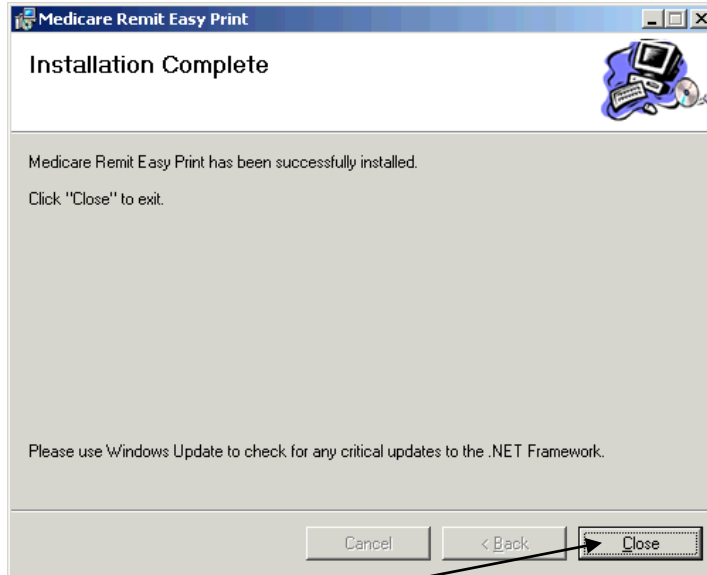 Medicare Remit Easy Print
Installation Complete
Medicare Remit Easy Print has been successfully installed.
Click "Close" to exit.
Please use Windows Update to check for any critical updates to the .NET Framework.
Cancel < Back Close